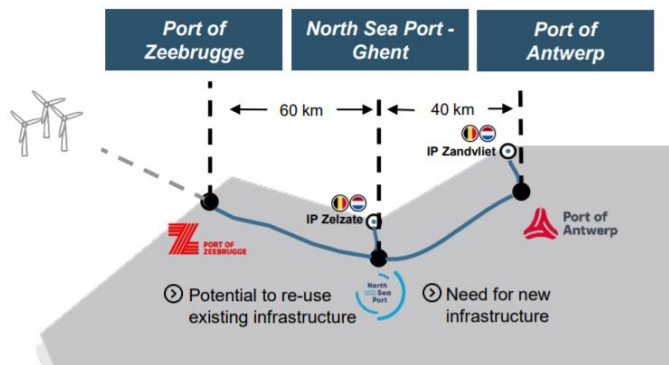 Port of
Zeebrugge
North Sea Port -
Ghent
Port of
Antwerp
60 km
40 km
IP Zandvliet
IP Zelzate
PORT OF
ZEEBRUGGE
Port of
Antwerp
North
Sea
Port
Potential to re-use
existing infrastructure
Need for new
infrastructure